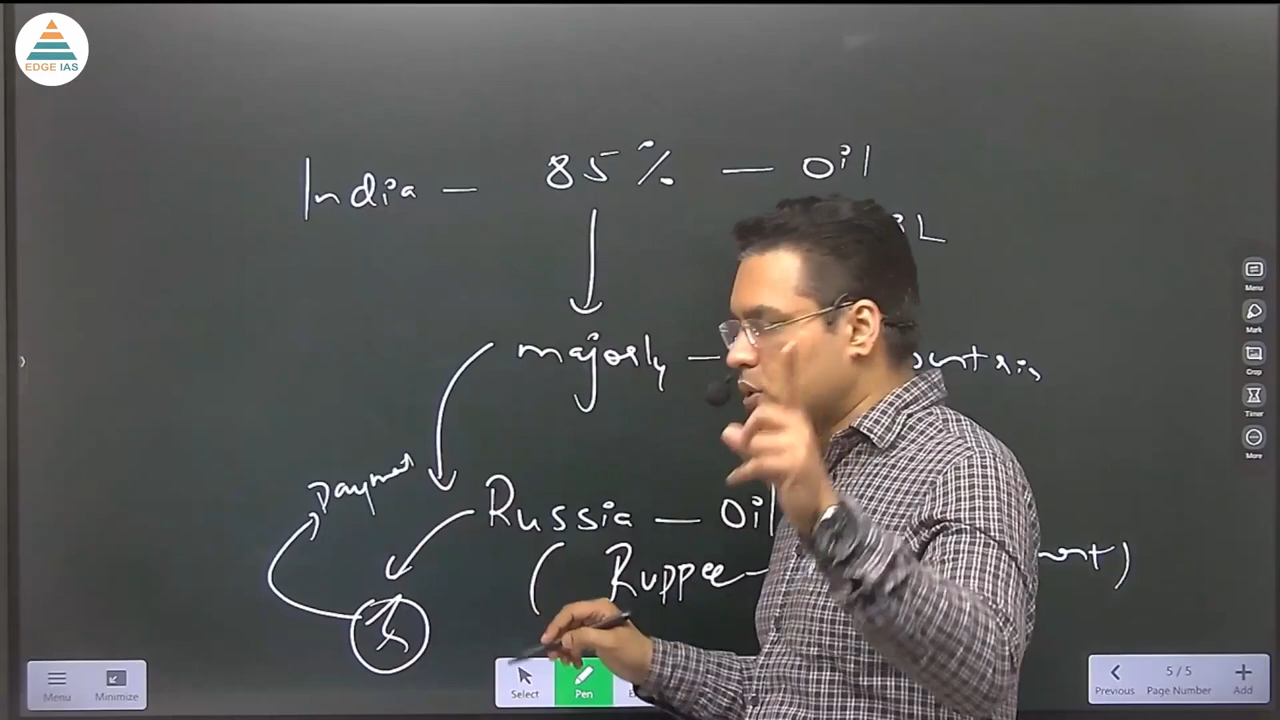 EDGE IAS
India — 85% — Oil
majorly —
Menu
Mark
Crop
Timer
More
Payment
Russia — Oil
(Ruppee —
Menu
Minimize
Select
Pen
Previous
5/5
Page Number
Add